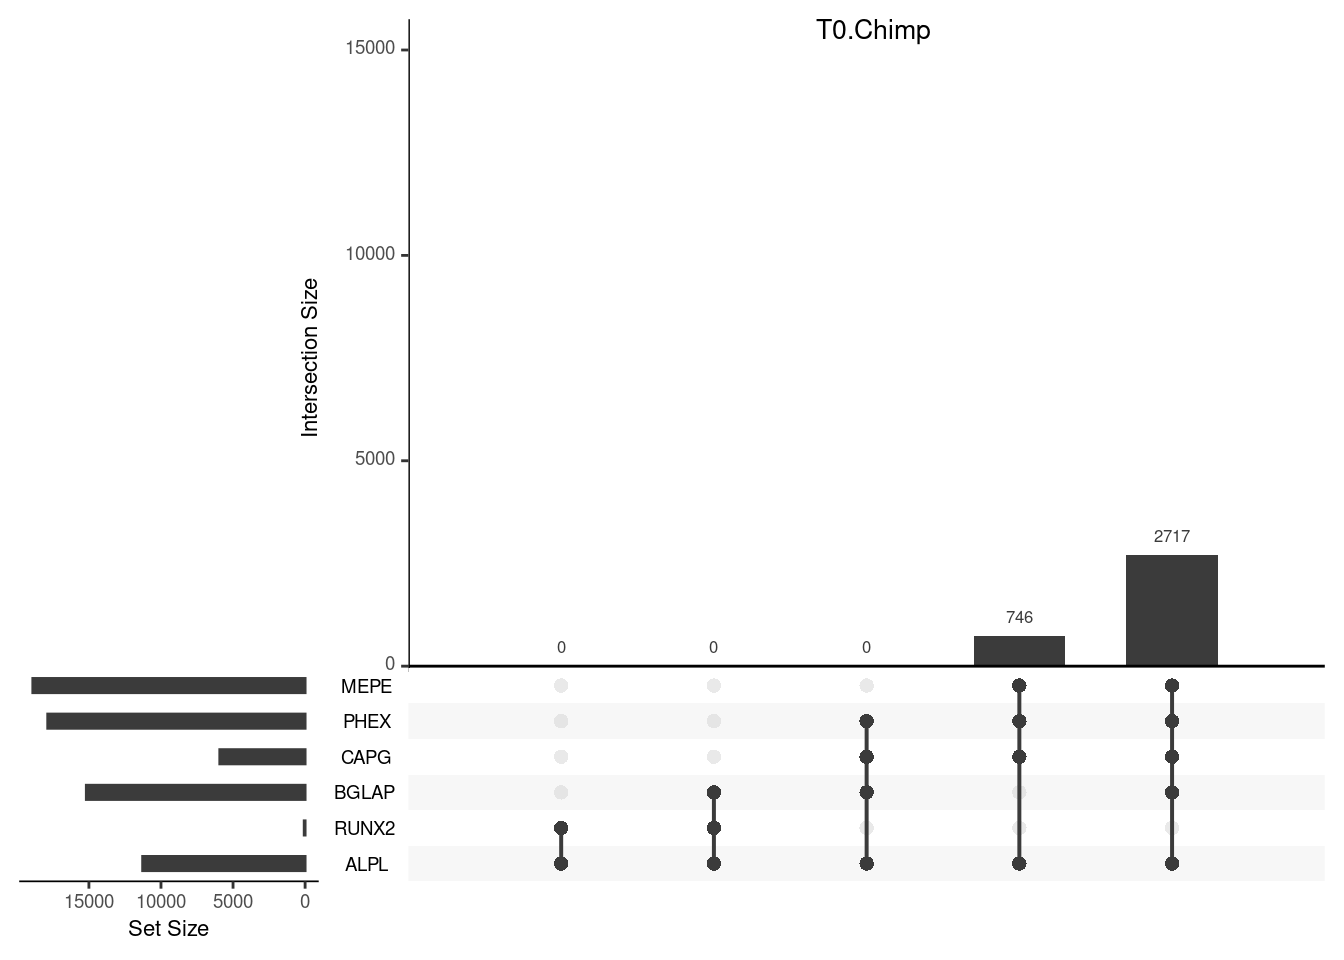 T0.Chimp
15000
10000
5000
0
Intersection Size
0
0
0
746
2717
MEPE
PHEX
CAPG
BGLAP
RUNX2
ALPL
15000 10000 5000 0
Set Size